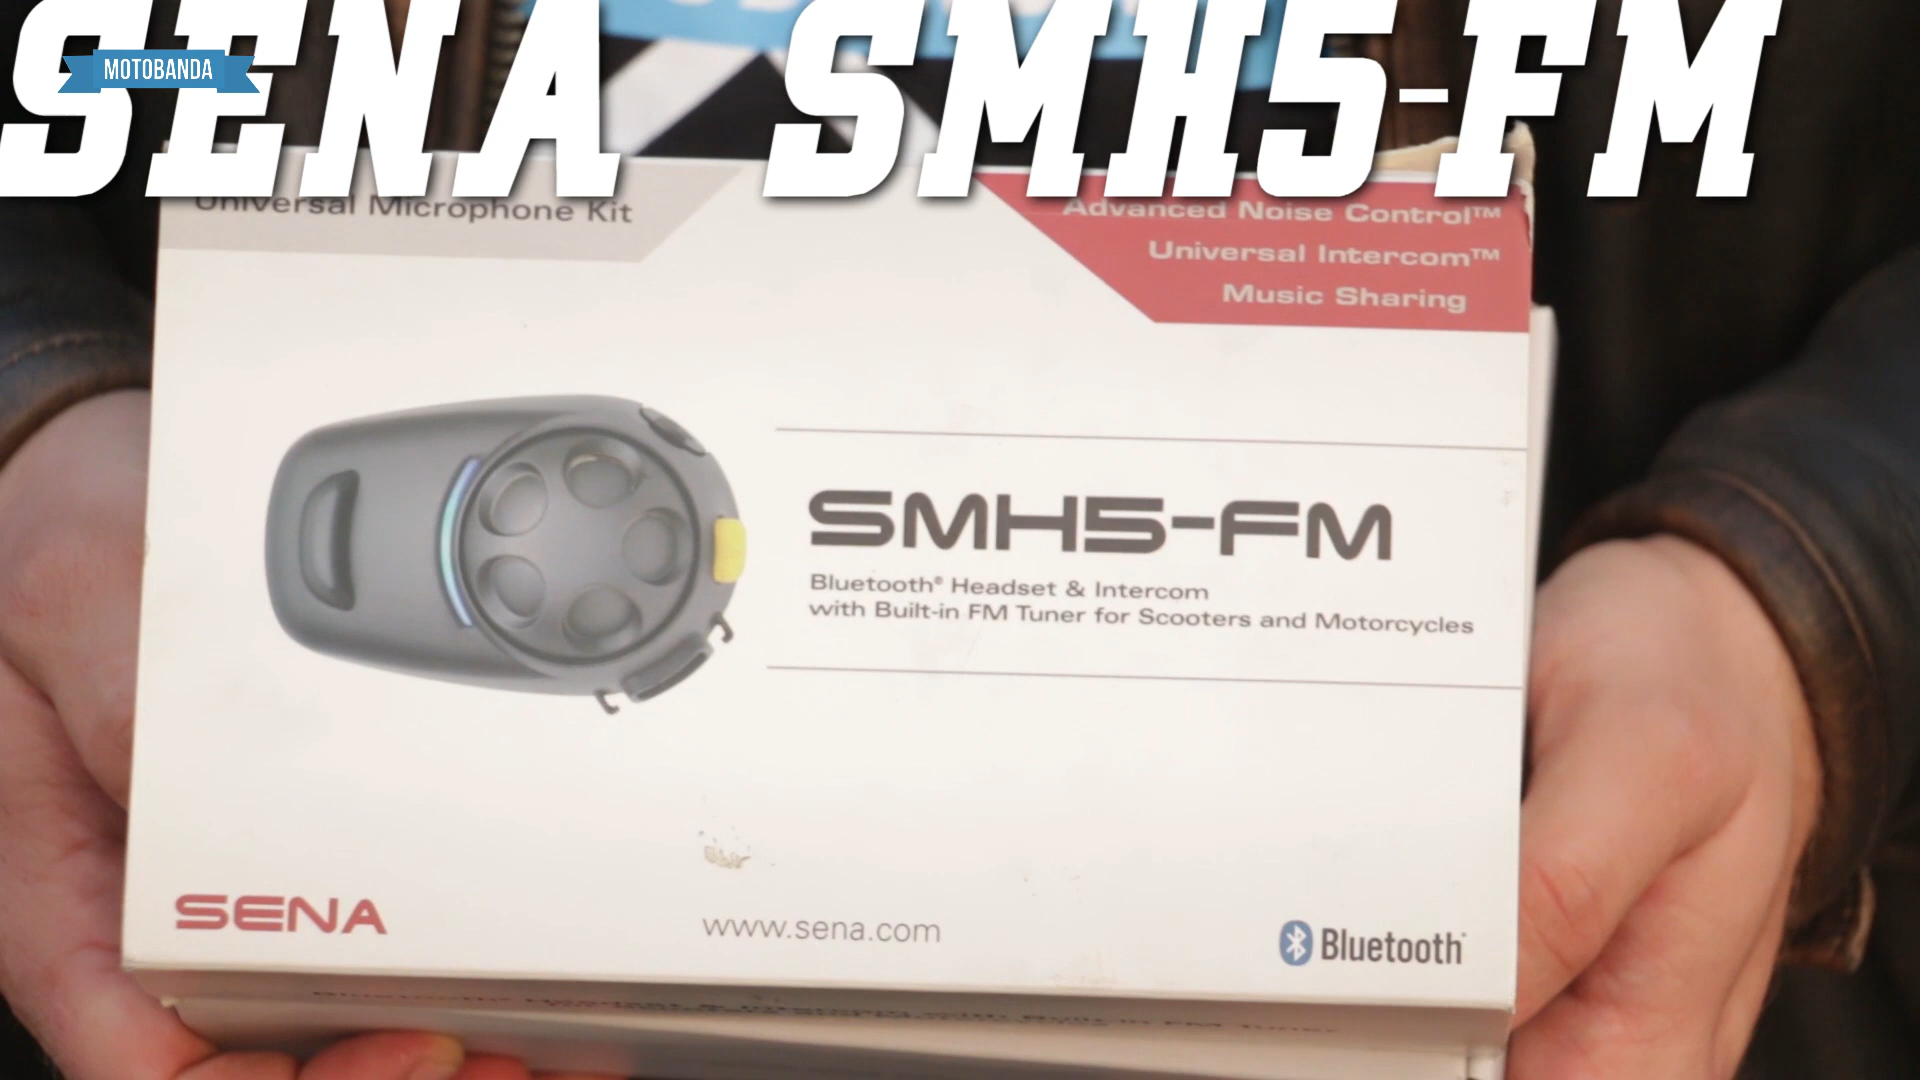 SENA SMH5-FM
MOTOBANDA
Universal Microphone Kit
Advanced Noise Control™
Universal Intercom™
Music Sharing
SMH5-FM
Bluetooth® Headset & Intercom
with Built-in FM Tuner for Scooters and Motorcycles
SENA
www.sena.com
Bluetooth